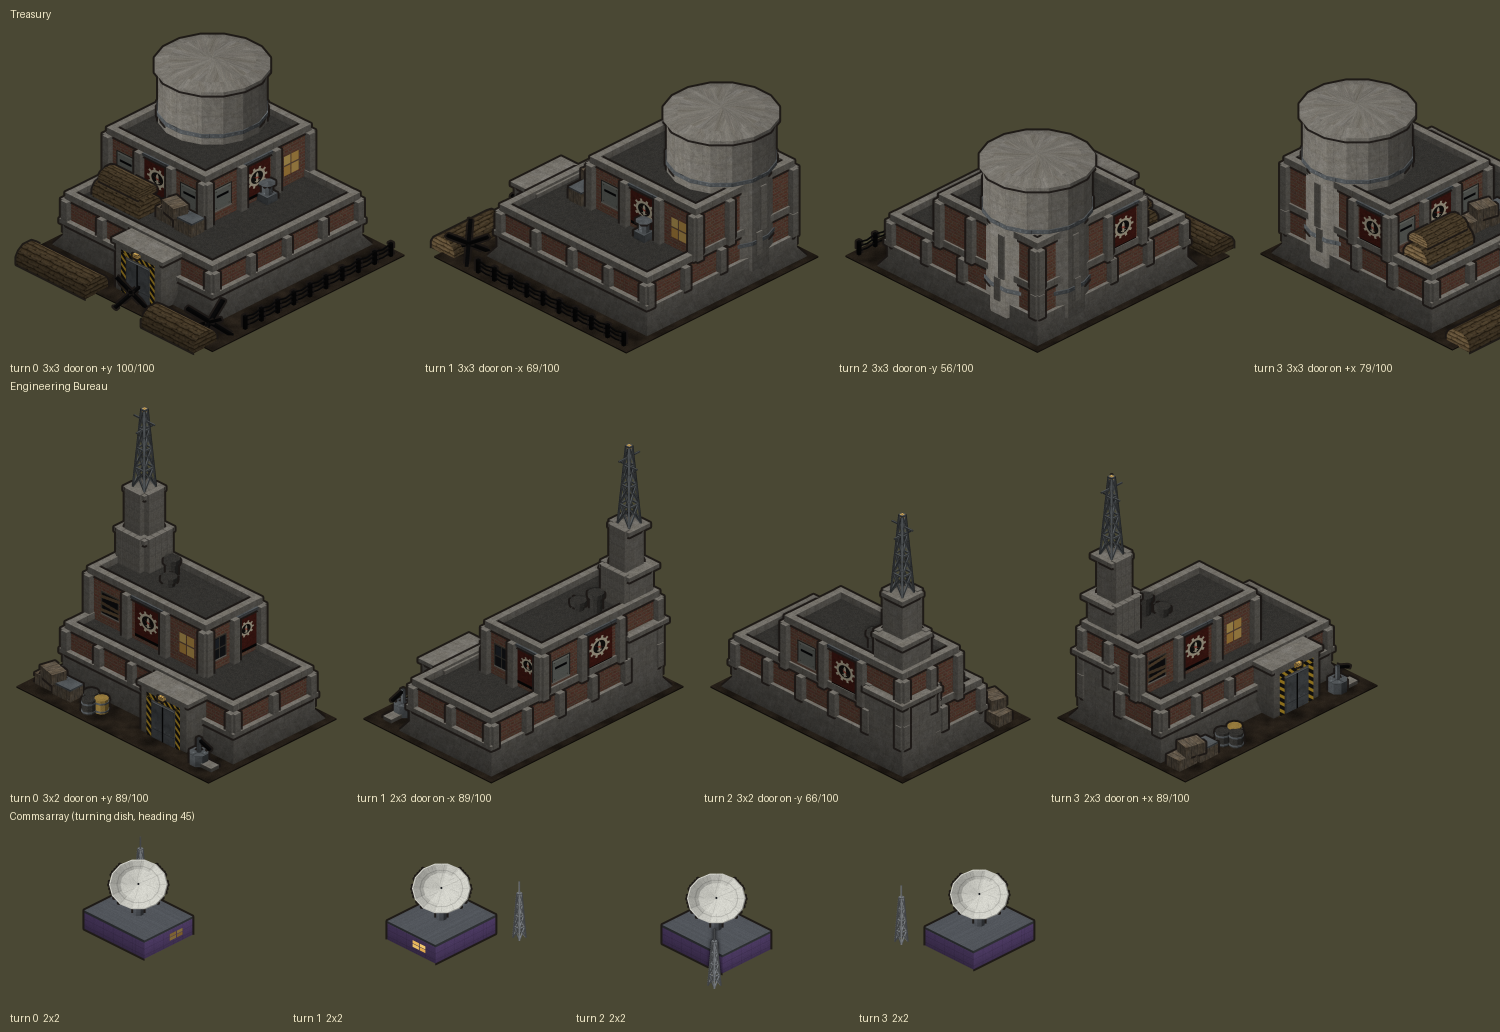 Treasury
turn 0 3x3 door on +y 100/100
turn 1 3x3 door on -x 69/100
turn 2 3x3 door on -y 56/100
turn 3 3x3 door on +x 79/100
Engineering Bureau
turn 0 3x2 door on +y 89/100
turn 1 2x3 door on -x 89/100
turn 2 3x2 door on -y 66/100
turn 3 2x3 door on +x 89/100
Comms array (turning dish, heading 45)
turn 0 2x2
turn 1 2x2
turn 2 2x2
turn 3 2x2